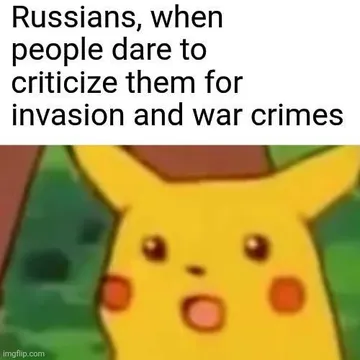 Russians, when
people dare to
criticize them for
invasion and war crimes
imgflip.com